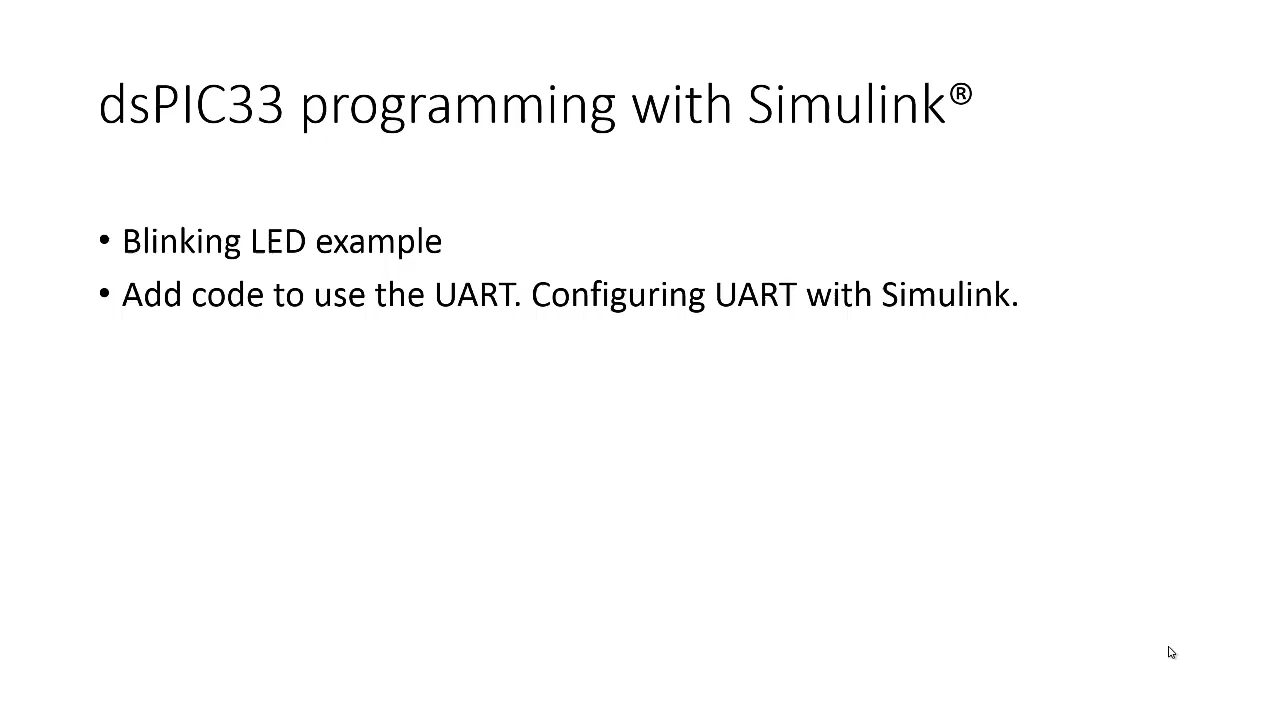 dsPIC33 programming with Simulink®
• Blinking LED example
• Add code to use the UART. Configuring UART with Simulink.